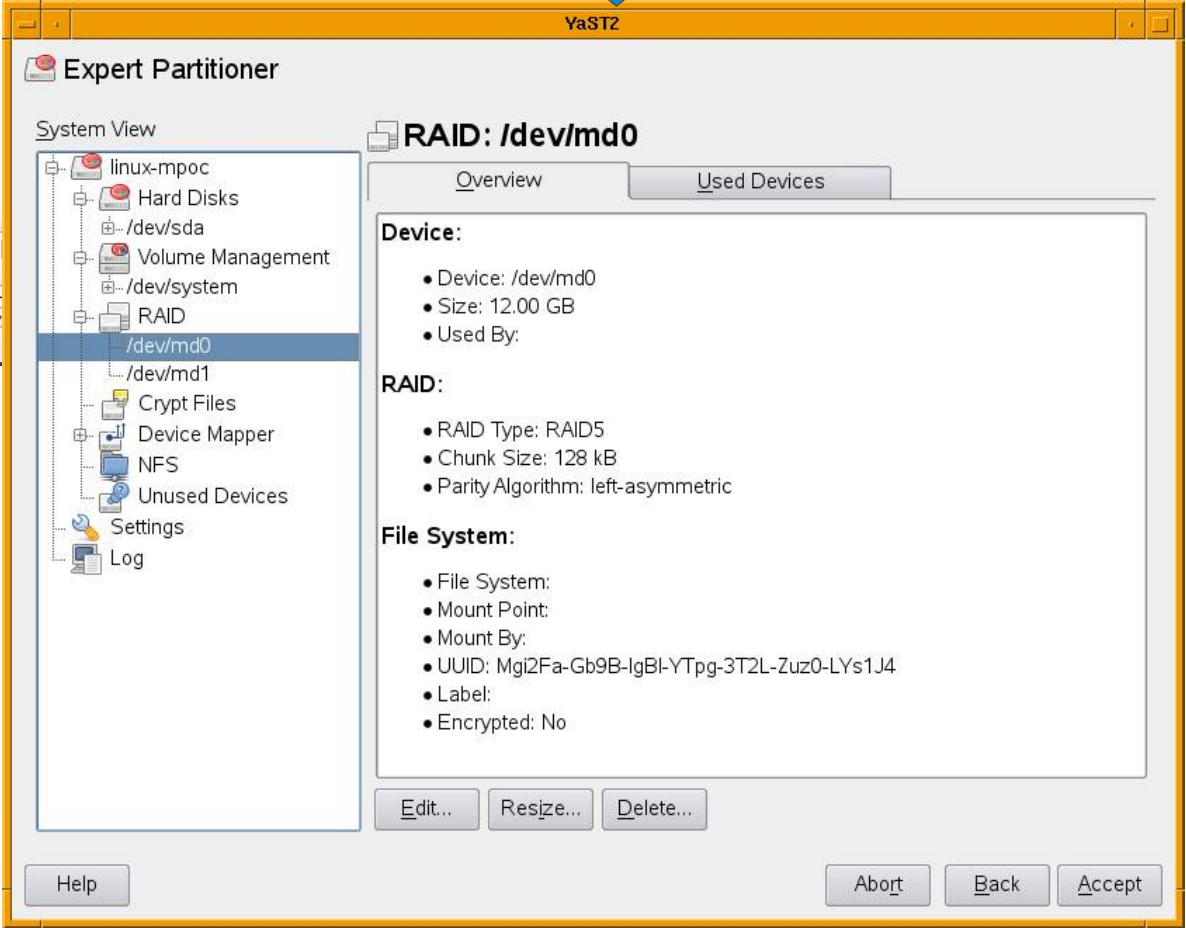 YaST2
Expert Partitioner
System View
linux-mpoc
Hard Disks
/dev/sda
Volume Management
/dev/system
RAID
/dev/md0
/dev/md1
Crypt Files
Device Mapper
NFS
Unused Devices
Settings
Log
RAID: /dev/md0
Overview
Used Devices
Device:
• Device: /dev/md0
• Size: 12.00 GB
• Used By:
RAID:
• RAID Type: RAID5
• Chunk Size: 128 kB
• Parity Algorithm: left-asymmetric
File System:
• File System:
• Mount Point:
• Mount By:
• UUID: Mgi2Fa-Gb9B-IgBI-YTpg-3T2L-Zuz0-LYs1J4
• Label:
• Encrypted: No
Edit...
Resize...
Delete...
Help
Abort
Back
Accept